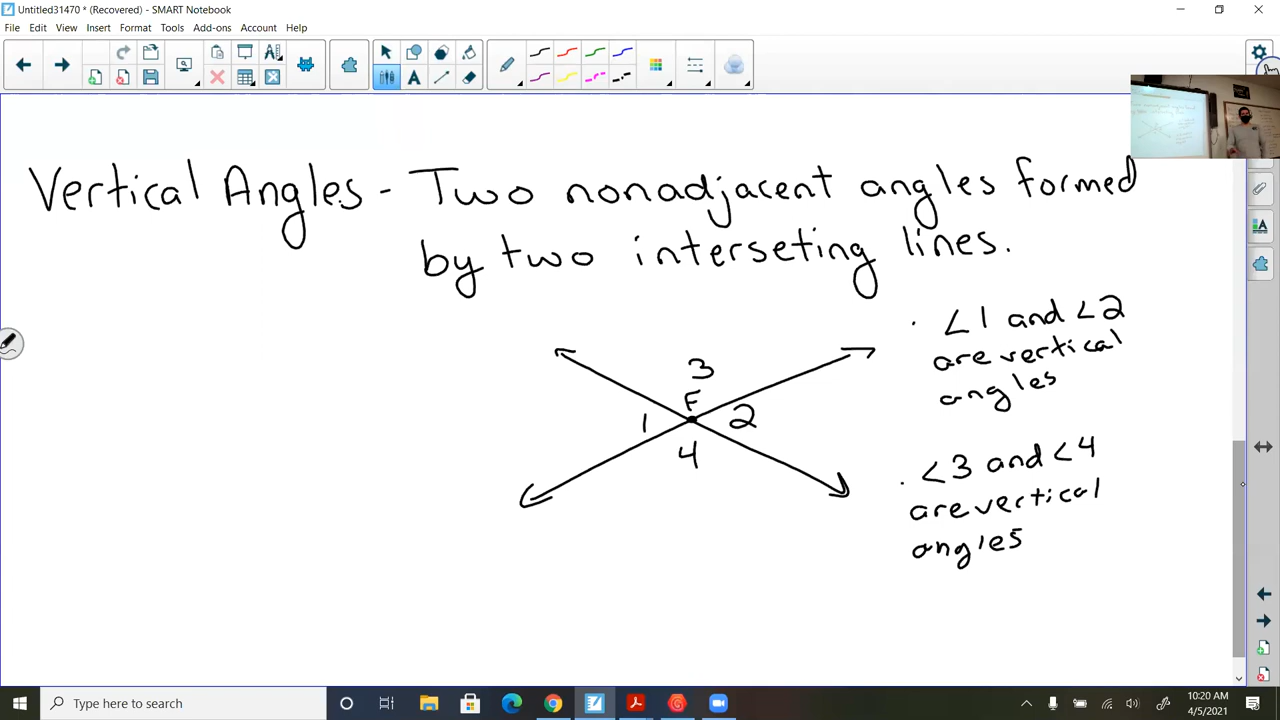 Untitled31470 * (Recovered) - SMART Notebook
File Edit View Insert Format Tools Add-ons Account Help
Vertical Angles - Two nonadjacent angles formed
by two interseting lines.
· ∠1 and ∠2
are vertical
angles
3
F
1 2
4
· ∠3 and ∠4
are vertical
angles
Type here to search
10:20 AM
4/5/2021